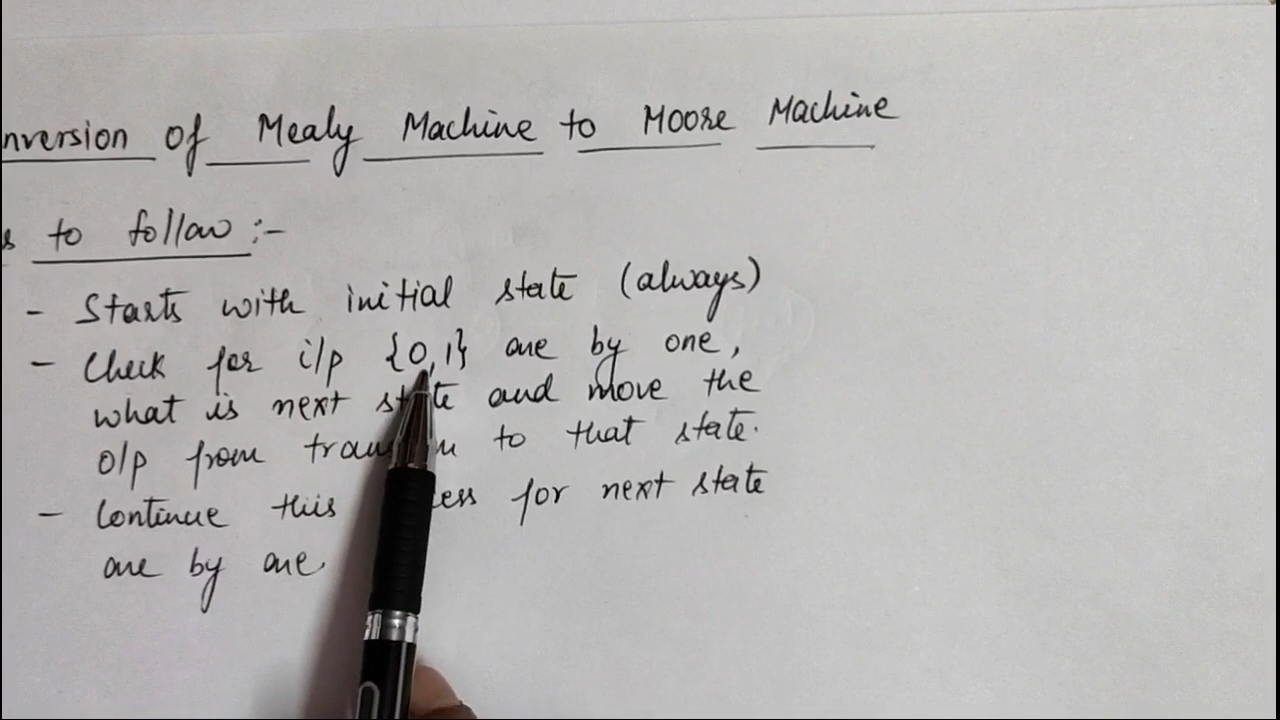 nversion of Mealy Machine to Moore Machine
s to follow :-
- Starts with initial state (always)
- Check for i/p {0,1} one by one,
what is next state and move the
o/p from to that state.
- Continue this for next state
one by one.